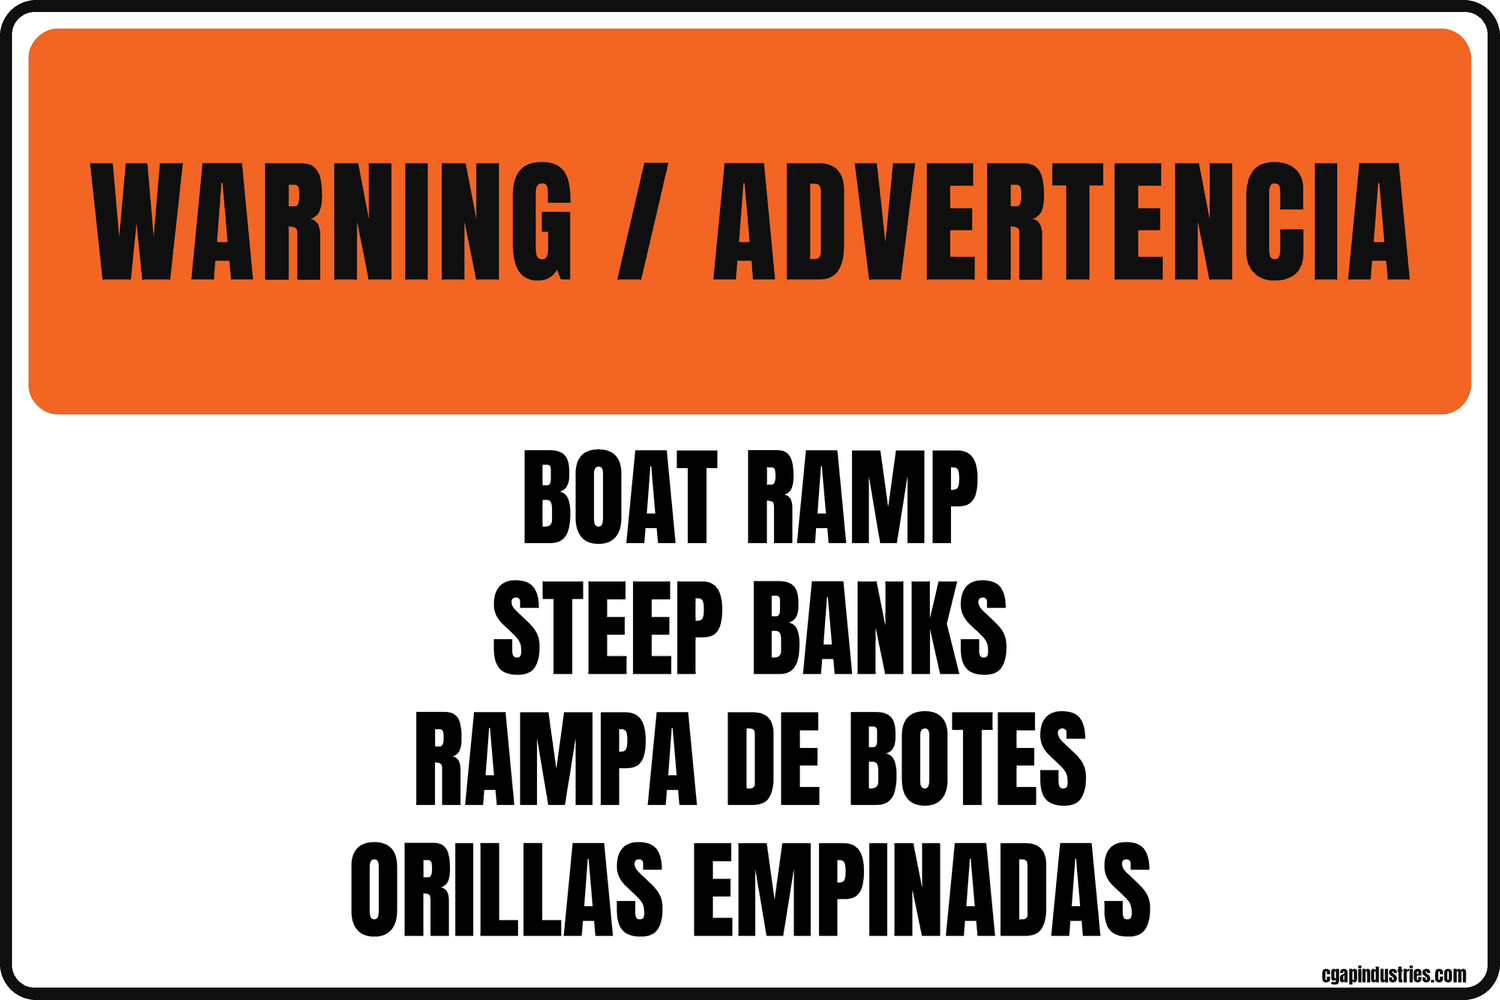 WARNING / ADVERTENCIA
BOAT RAMP
STEEP BANKS
RAMPA DE BOTES
ORILLAS EMPINADAS
cgapindustries.com